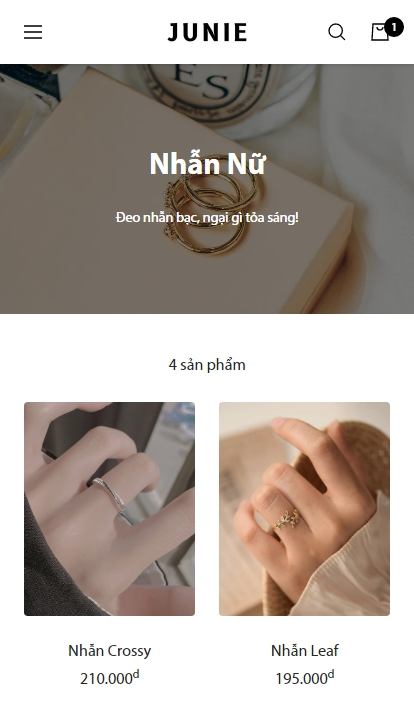 JUNIE
1
ES
Nhẫn Nữ
Đeo nhẫn bạc, ngại gì tỏa sáng!
4 sản phẩm
Nhẫn Crossy
Nhẫn Leaf
210.000đ
195.000đ